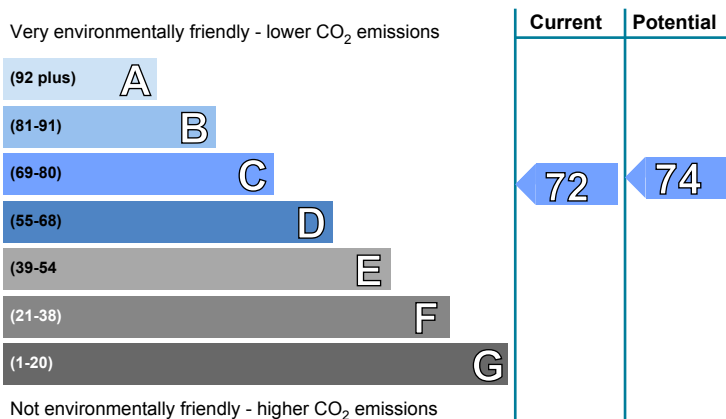 Current Potential
Very environmentally friendly - lower CO2 emissions
(92 plus) A
(81-91) B
(69-80) C
72 74
(55-68) D
(39-54 E
(21-38) F
(1-20) G
Not environmentally friendly - higher CO2 emissions